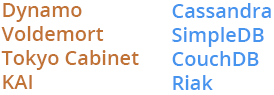 Dynamo
Voldemort
Tokyo Cabinet
KAI
Cassandra
SimpleDB
CouchDB
Riak